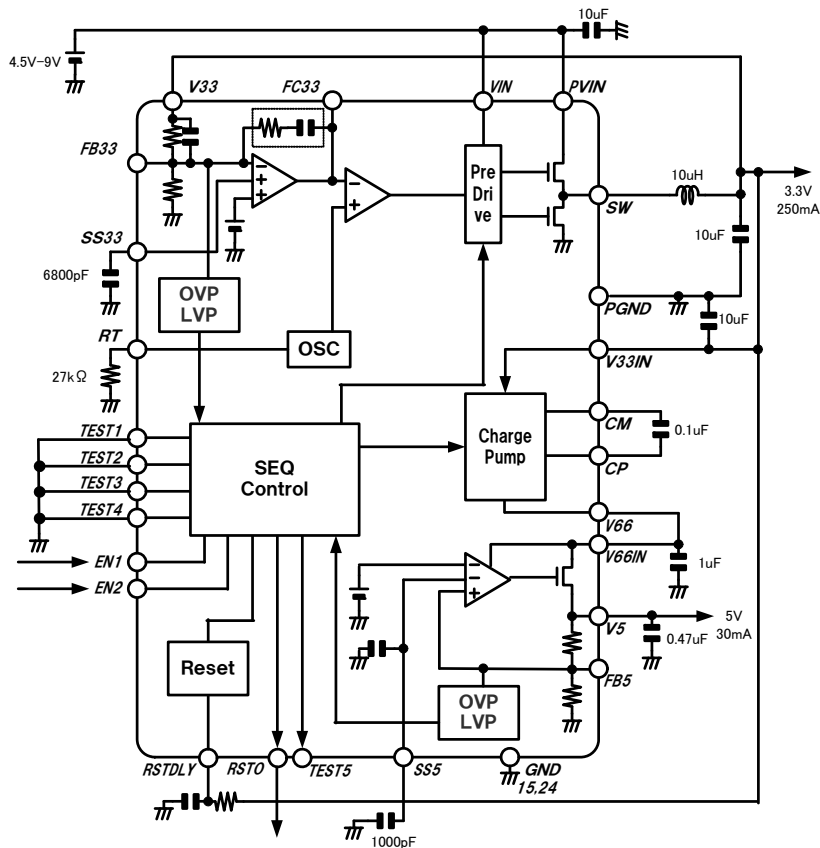 10uF
4.5V-9V
V33
FC33
VIN
PVIN
FB33
Pre
Dri
ve
10uH
3.3V
250mA
SW
SS33
10uF
6800pF
OVP
LVP
PGND
10uF
RT
OSC
V33IN
27kΩ
CM
TEST1
Charge
Pump
0.1uF
TEST2
SEQ
Control
CP
TEST3
TEST4
V66
V66IN
EN1
1uF
EN2
5V
30mA
V5
0.47uF
Reset
FB5
OVP
LVP
RSTDLY
RSTO
TEST5
SS5
GND
15,24
1000pF